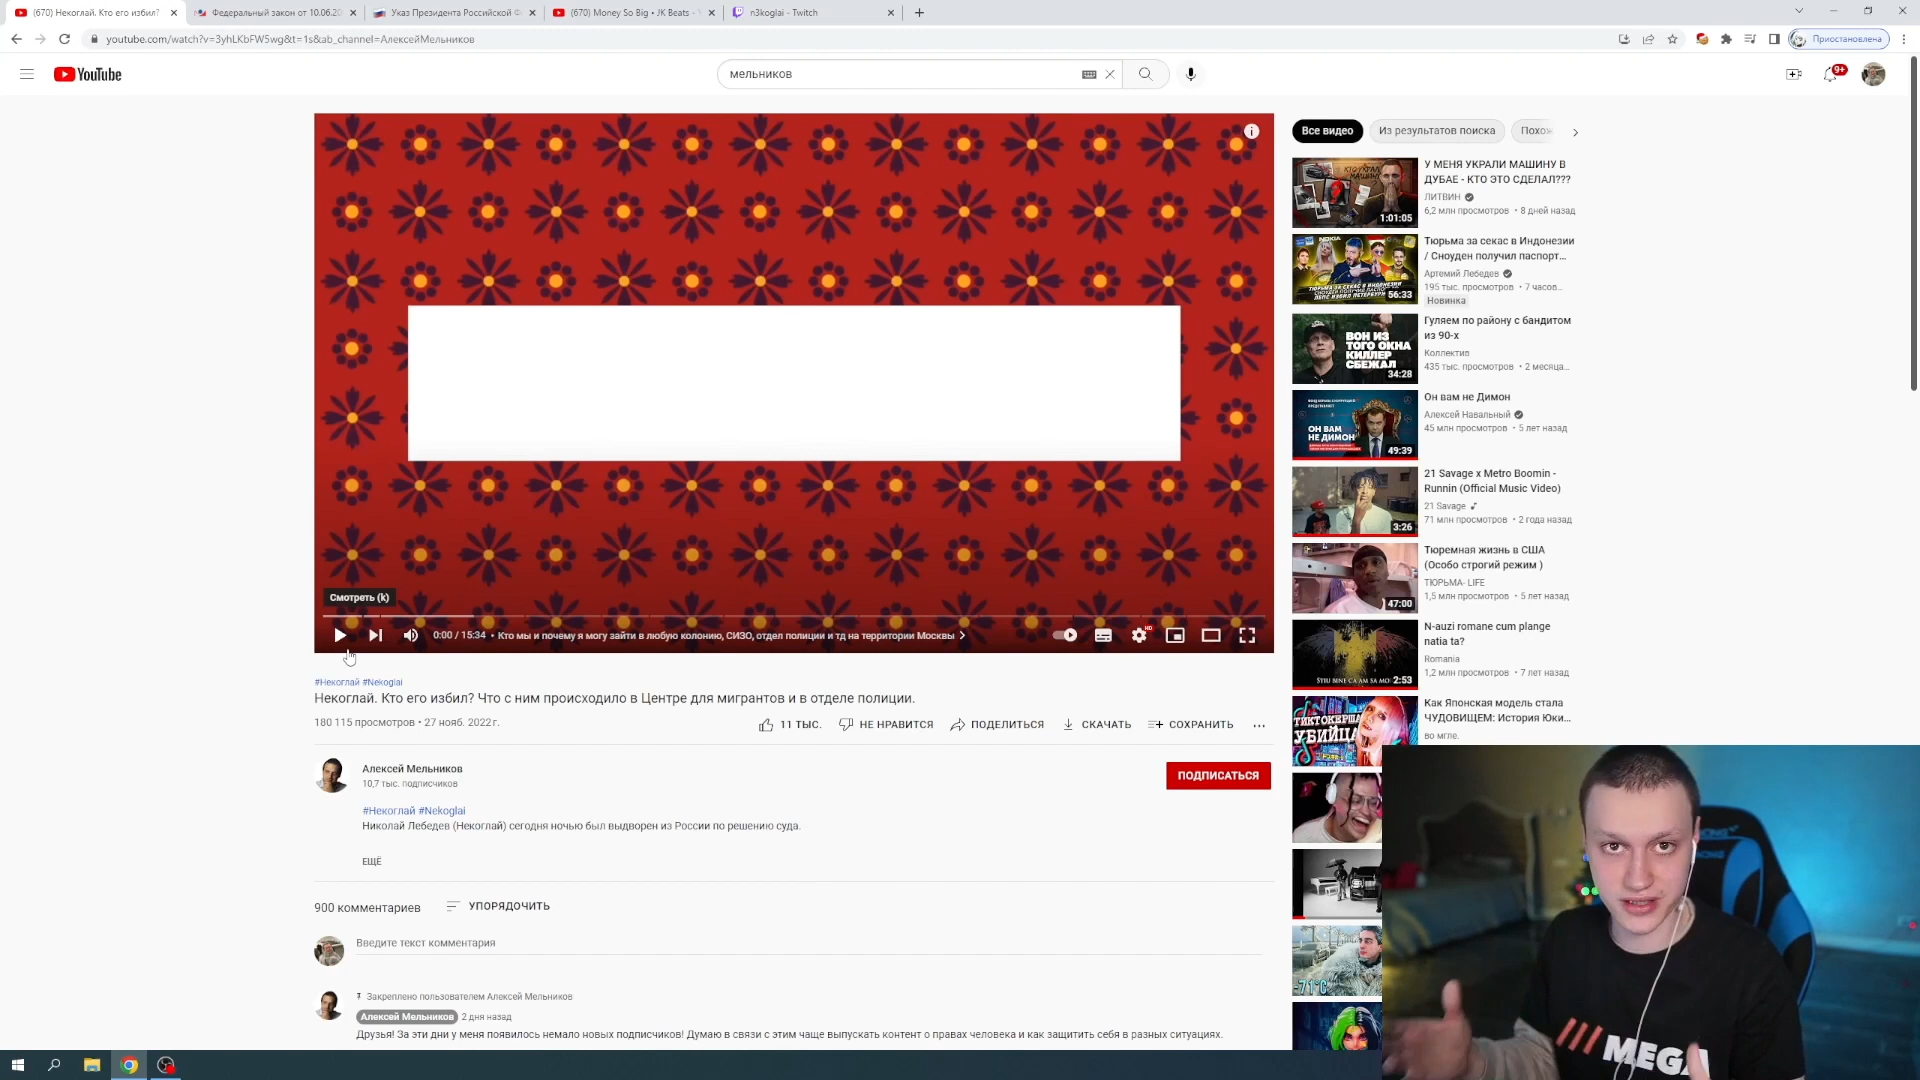 (670) Некоглай. Кто его избил?
Федеральный закон от 10.06.20
Указ Президента Российской Ф
(670) Money So Big • JK Beats -
n3koglai - Twitch
youtube.com/watch?v=3yhLKbFW5wg&t=1s&ab_channel=АлексейМельников
Приостановлена
YouTube
мельников
9+
Все видео
Из результатов поиска
Похож
У МЕНЯ УКРАЛИ МАШИНУ В
ДУБАЕ - КТО ЭТО СДЕЛАЛ???
ЛИТВИН
6,2 млн просмотров • 8 дней назад
1:01:05
Тюрьма за секас в Индонезии
/ Сноуден получил паспорт...
Артемий Лебедев
195 тыс. просмотров • 7 часов...
Новинка
56:33
Гуляем по району с бандитом
из 90-х
Коллектив
435 тыс. просмотров • 2 месяца...
ВОН ИЗ
ТОГО ОКНА
КИЛЛЕР
СБЕЖАЛ
34:28
Он вам не Димон
Алексей Навальный
45 млн просмотров • 5 лет назад
ОН ВАМ
НЕ ДИМОН
49:39
21 Savage x Metro Boomin -
Runnin (Official Music Video)
21 Savage
71 млн просмотров • 2 года назад
3:26
Тюремная жизнь в США
(Особо строгий режим )
ТЮРЬМА- LIFE
1,5 млн просмотров • 5 лет назад
47:00
N-auzi romane cum plange
natia ta?
Romania
1,2 млн просмотров • 7 лет назад
2:53
Как Японская модель стала
ЧУДОВИЩЕМ: История Юки...
во мгле.
ТИКТОКЕРША
УБИЙЦА
-71°C
Смотреть (k)
0:00 / 15:34 • Кто мы и почему я могу зайти в любую колонию, СИЗО, отдел полиции и тд на территории Москвы
HD
#Некоглай #Nekoglai
Некоглай. Кто его избил? Что с ним происходило в Центре для мигрантов и в отделе полиции.
180 115 просмотров • 27 нояб. 2022 г.
11 ТЫС.
НЕ НРАВИТСЯ
ПОДЕЛИТЬСЯ
СКАЧАТЬ
СОХРАНИТЬ
Алексей Мельников
10,7 тыс. подписчиков
ПОДПИСАТЬСЯ
#Некоглай #Nekoglai
Николай Лебедев (Некоглай) сегодня ночью был выдворен из России по решению суда.
ЕЩЁ
900 комментариев
УПОРЯДОЧИТЬ
Введите текст комментария
Закреплено пользователем Алексей Мельников
Алексей Мельников 2 дня назад
Друзья! За эти дни у меня появилось немало новых подписчиков! Думаю в связи с этим чаще выпускать контент о правах человека и как защитить себя в разных ситуациях.
MEGA